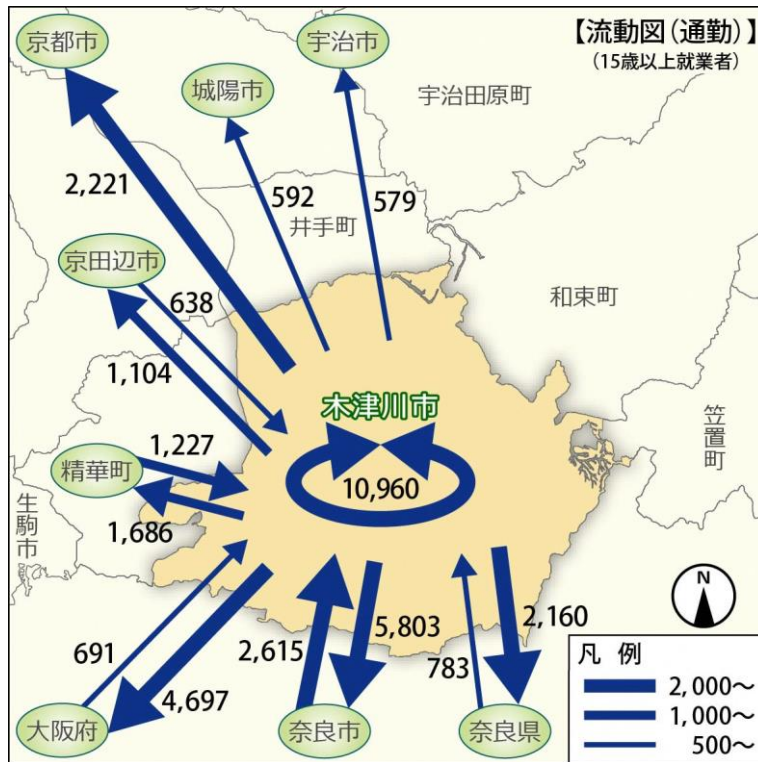 【流動図（通勤）】
（15歳以上就業者）
京都市
宇治市
城陽市
宇治田原町
2,221
592
579
井手町
京田辺市
638
和束町
1,104
木津川市
笠置町
1,227
精華町
10,960
1,686
生駒市
N
691
4,697
2,615
5,803
783
2,160
大阪府
奈良市
奈良県
凡 例
2,000～
1,000～
500～